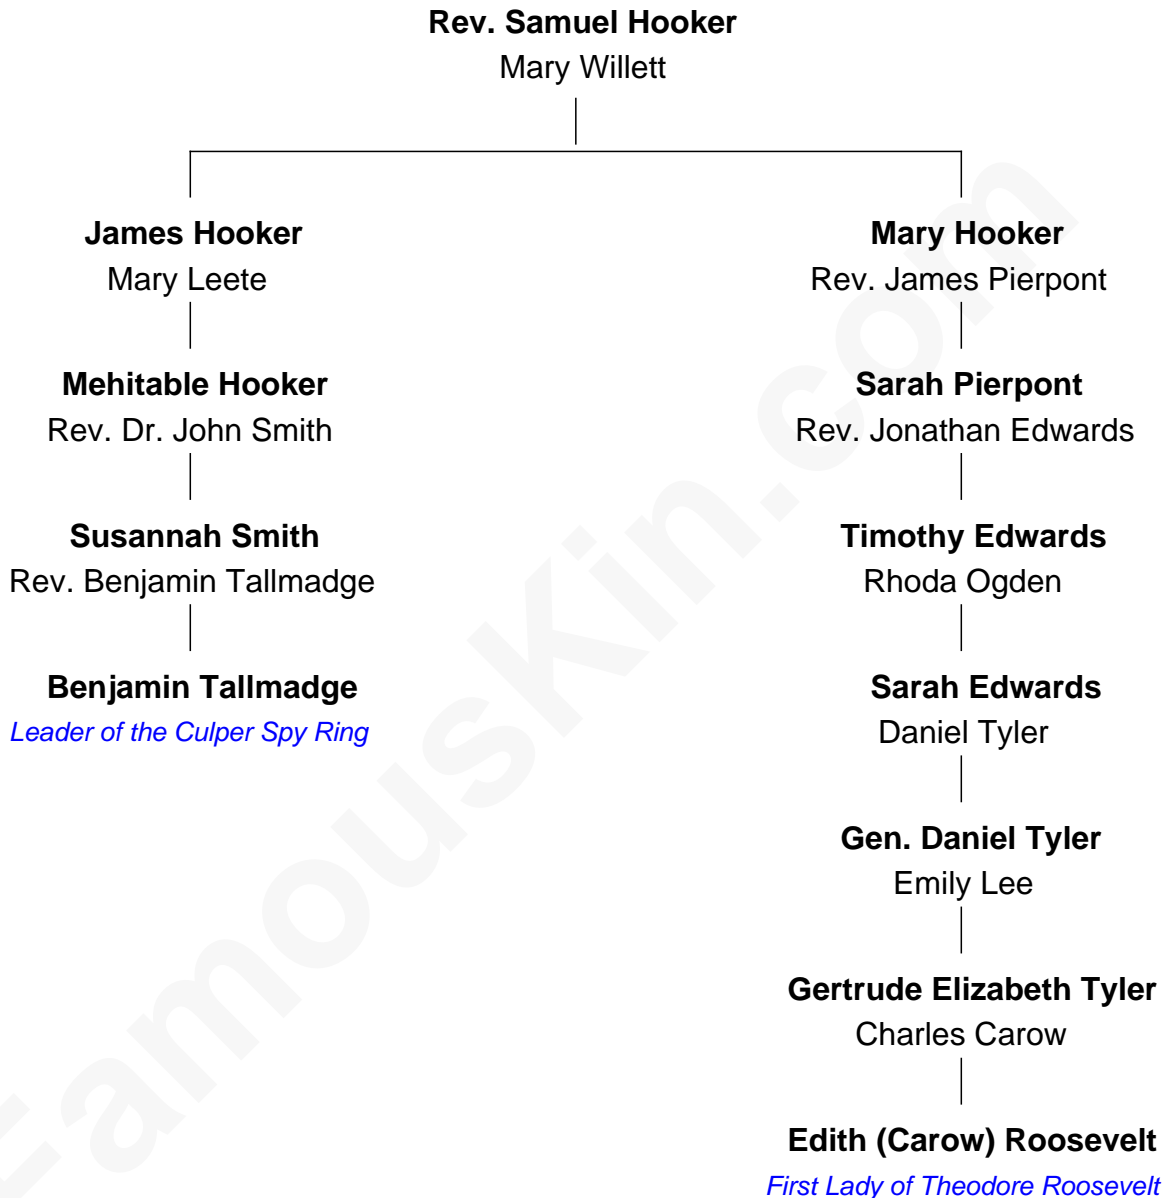 Rev. Samuel Hooker
Mary Willett
James Hooker
Mary Leete
Mehitable Hooker
Rev. Dr. John Smith
Susannah Smith
Rev. Benjamin Tallmadge
Benjamin Tallmadge
Leader of the Culper Spy Ring
Mary Hooker
Rev. James Pierpont
Sarah Pierpont
Rev. Jonathan Edwards
Timothy Edwards
Rhoda Ogden
Sarah Edwards
Daniel Tyler
Gen. Daniel Tyler
Emily Lee
Gertrude Elizabeth Tyler
Charles Carow
Edith (Carow) Roosevelt
First Lady of Theodore Roosevelt
FamousKin.com